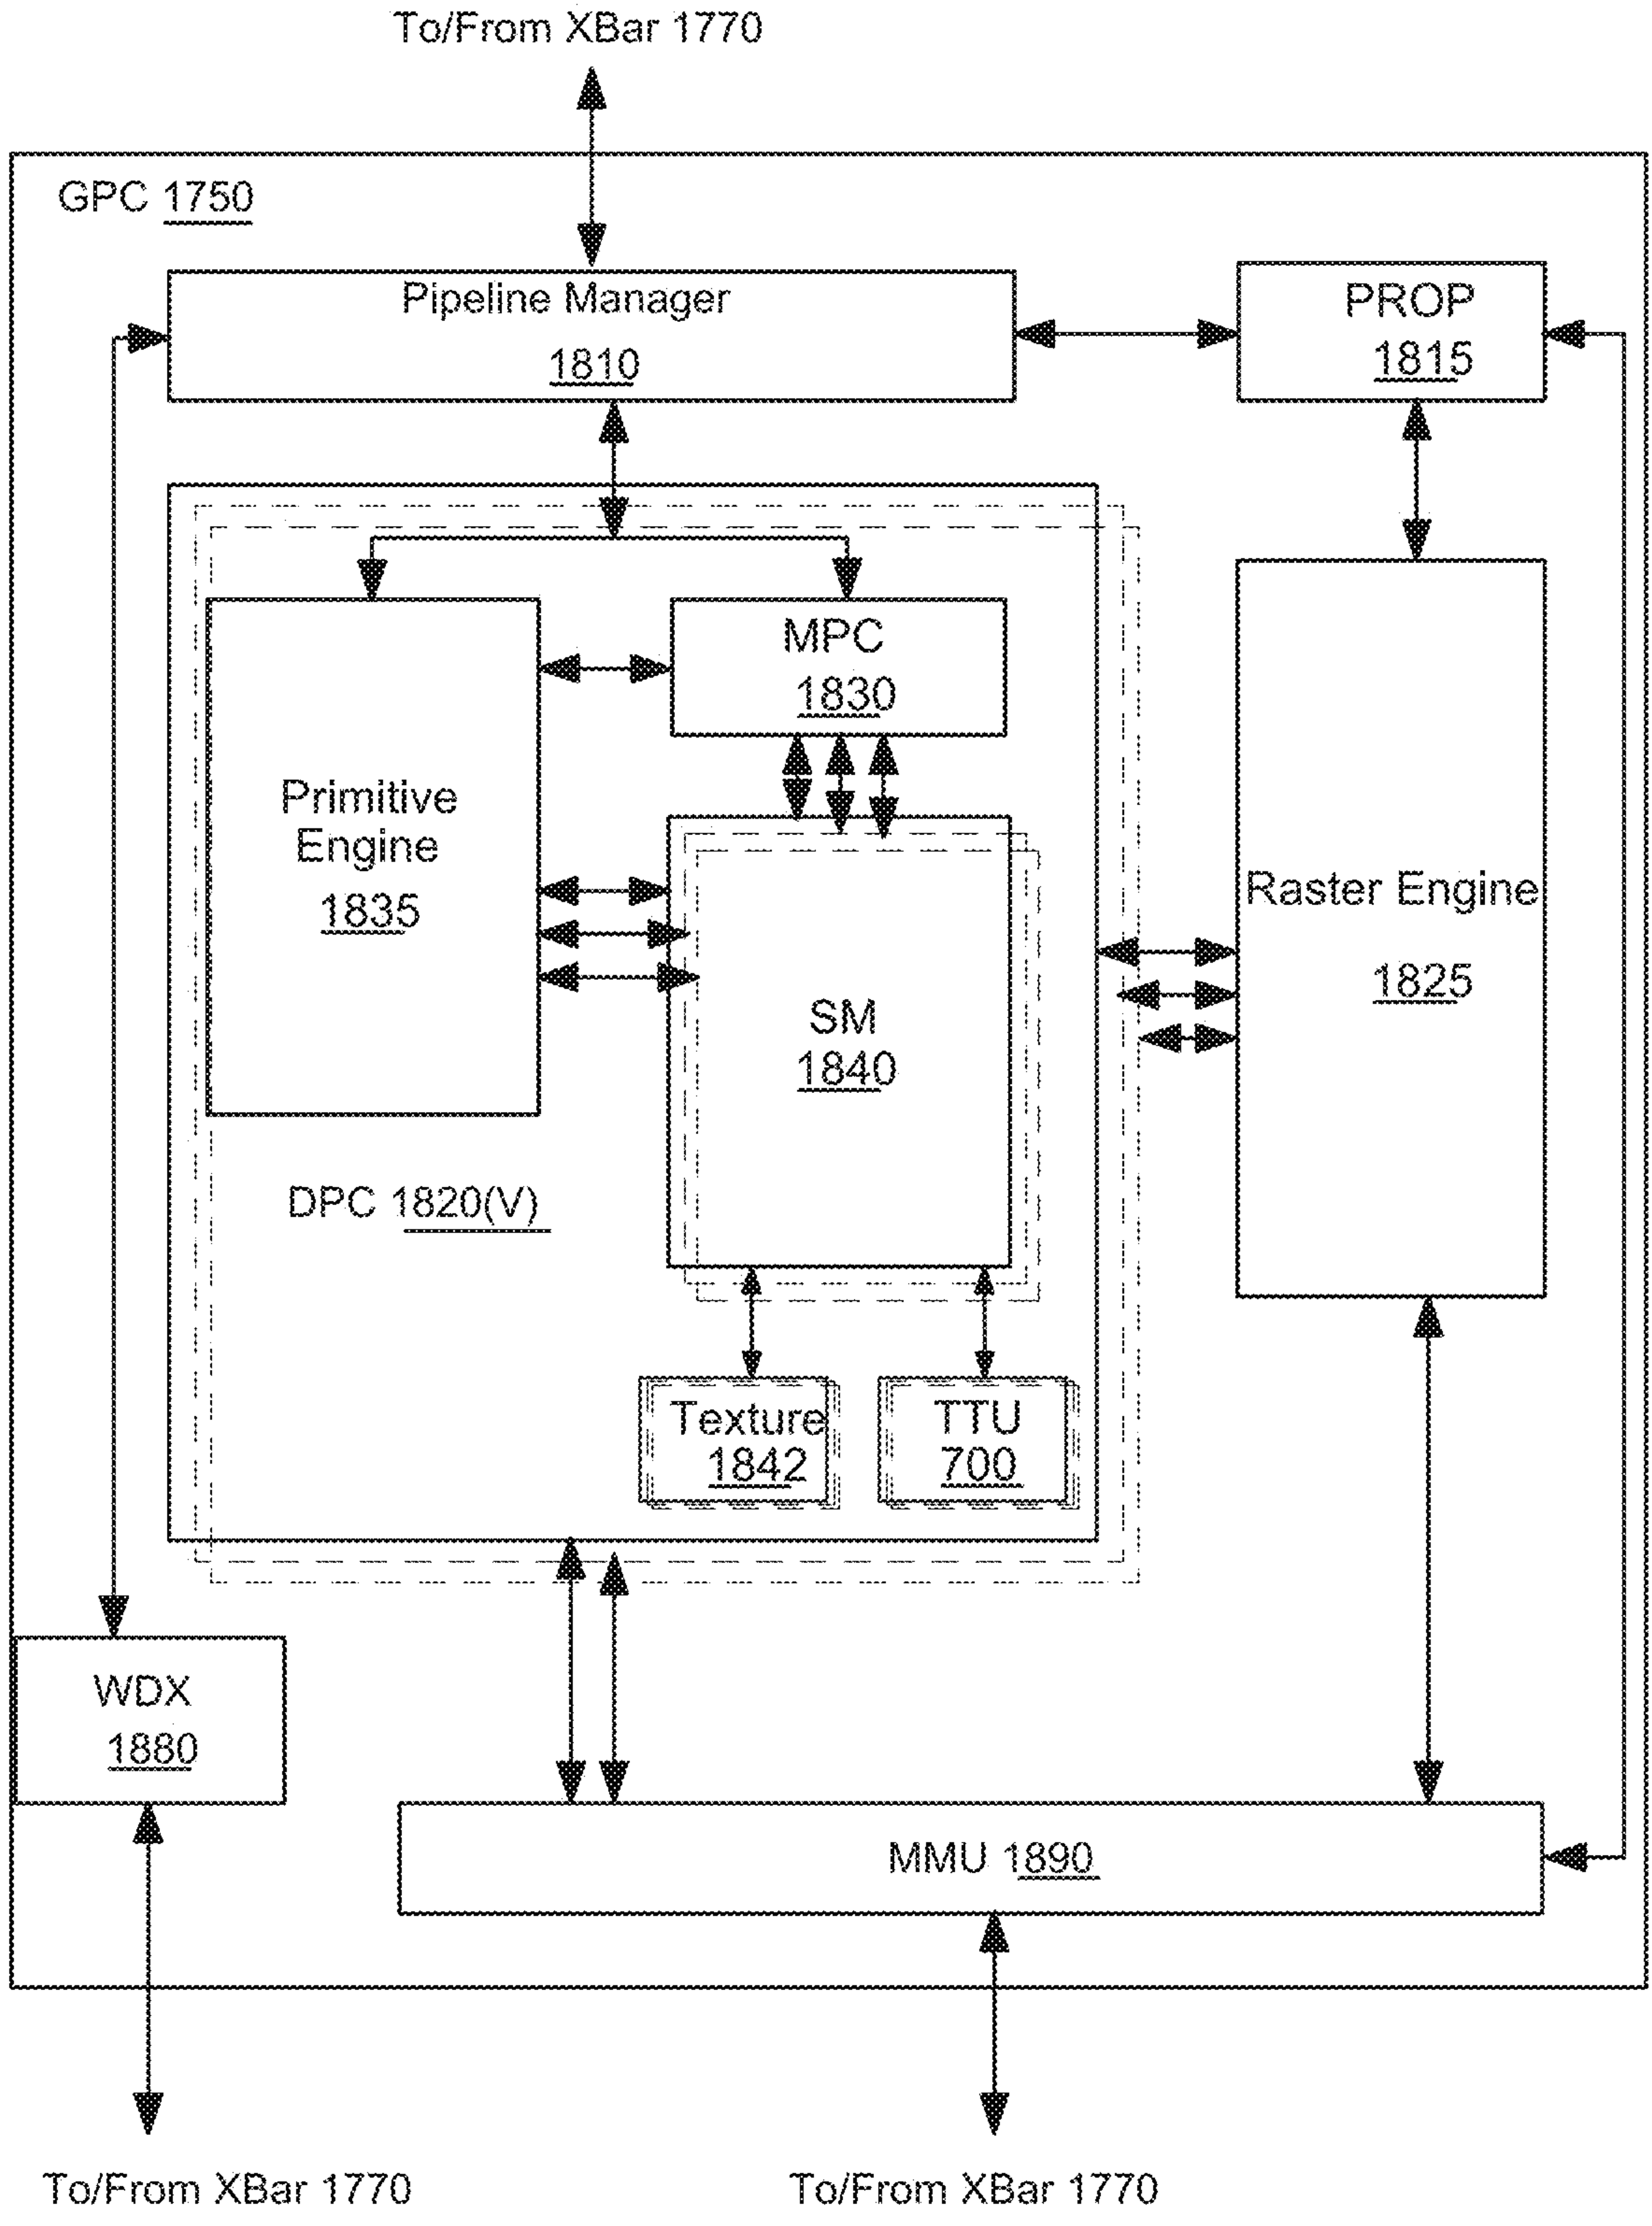 To/From XBar 1770
GPC 1750
Pipeline Manager
1810
PROP
1815
MPC
1830
Primitive
Engine
1835
Raster Engine
1825
SM
1840
DPC 1820(V)
Texture
1842
TTU
700
WDX
1880
MMU 1890
To/From XBar 1770
To/From XBar 1770